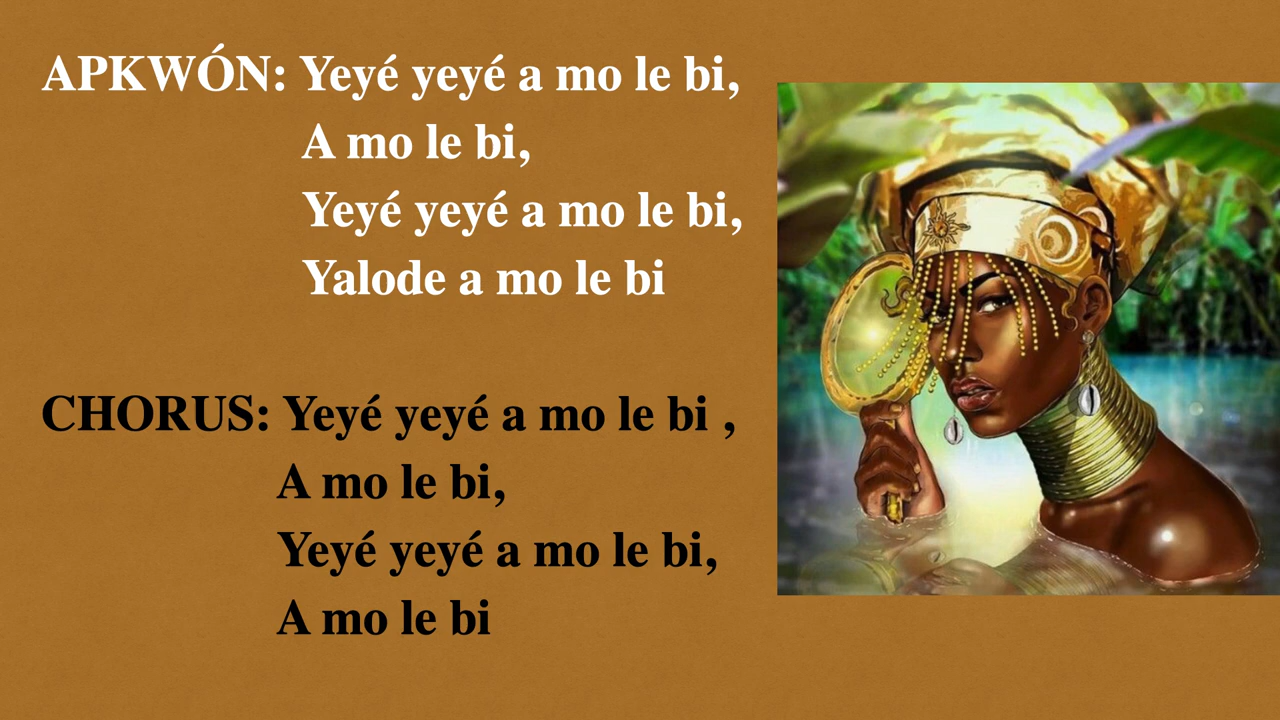 APKWÓN: Yeyé yeyé a mo le bi,
A mo le bi,
Yeyé yeyé a mo le bi,
Yalode a mo le bi
CHORUS: Yeyé yeyé a mo le bi ,
A mo le bi,
Yeyé yeyé a mo le bi,
A mo le bi